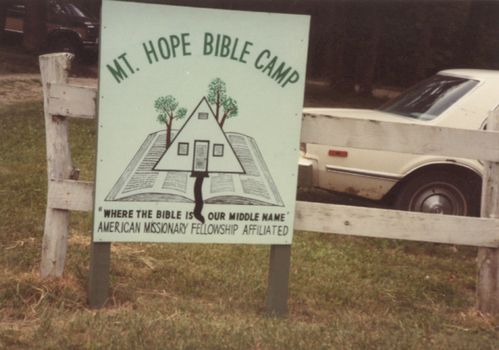 MT. HOPE BIBLE CAMP
"WHERE THE BIBLE IS OUR MIDDLE NAME"
AMERICAN MISSIONARY FELLOWSHIP AFFILIATED